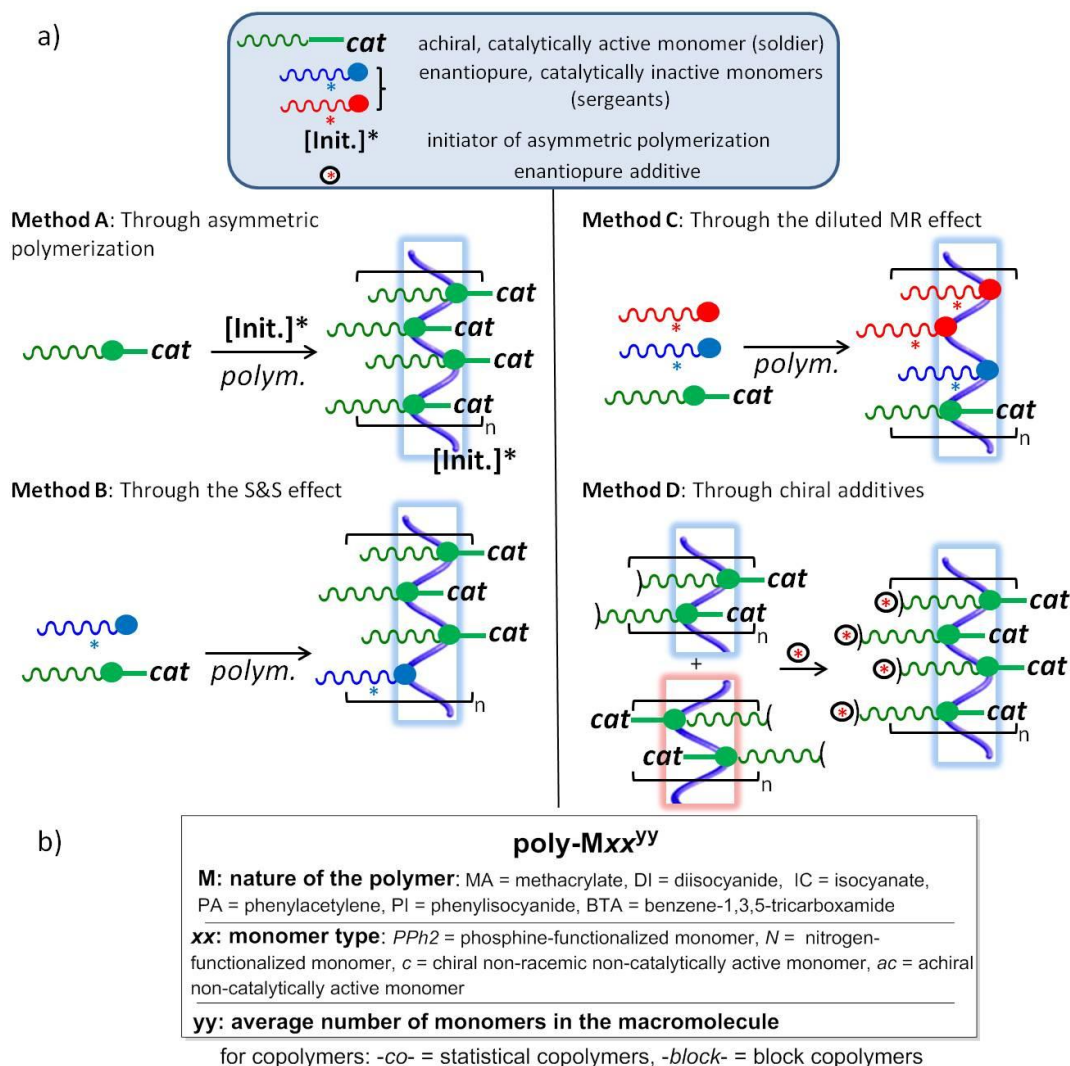 a)
cat
achiral, catalytically active monomer (soldier)
enantiopure, catalytically inactive monomers
(sergeants)
*
*
[Init.]*
initiator of asymmetric polymerization
*
enantiopure additive
Method A: Through asymmetric
polymerization
cat
[Init.]*
polym.
cat
cat
cat
cat
n
[Init.]*
Method B: Through the S&S effect
*
cat
polym.
cat
cat
cat
*
n
Method C: Through the diluted MR effect
*
*
cat
polym.
*
*
*
cat
n
Method D: Through chiral additives
) cat
) cat
n
+
cat (
cat (
n
*
*) cat
*) cat
*) cat
*) cat
n
b)
poly-Mxxyy
M: nature of the polymer: MA = methacrylate, DI = diisocyanide, IC = isocyanate,
PA = phenylacetylene, PI = phenylisocyanide, BTA = benzene-1,3,5-tricarboxamide
xx: monomer type: PPh2 = phosphine-functionalized monomer, N = nitrogen-
functionalized monomer, c = chiral non-racemic non-catalytically active monomer, ac = achiral
non-catalytically active monomer
yy: average number of monomers in the macromolecule
for copolymers: -co- = statistical copolymers, -block- = block copolymers